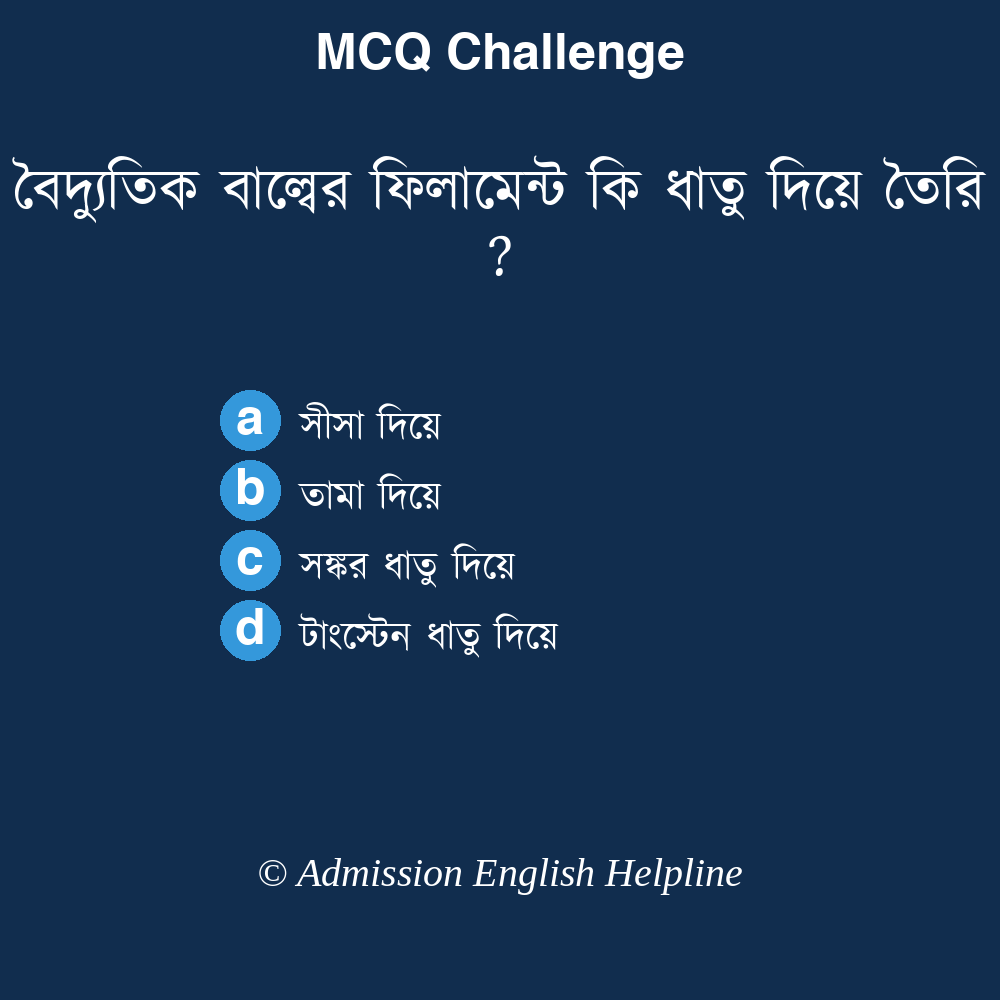 MCQ Challenge
বৈদ্যুতিক বাল্বের ফিলামেন্ট কি ধাতু দিয়ে তৈরি
?
a সীসা দিয়ে
b তামা দিয়ে
c সঙ্কর ধাতু দিয়ে
d টাংস্টেন ধাতু দিয়ে
© Admission English Helpline